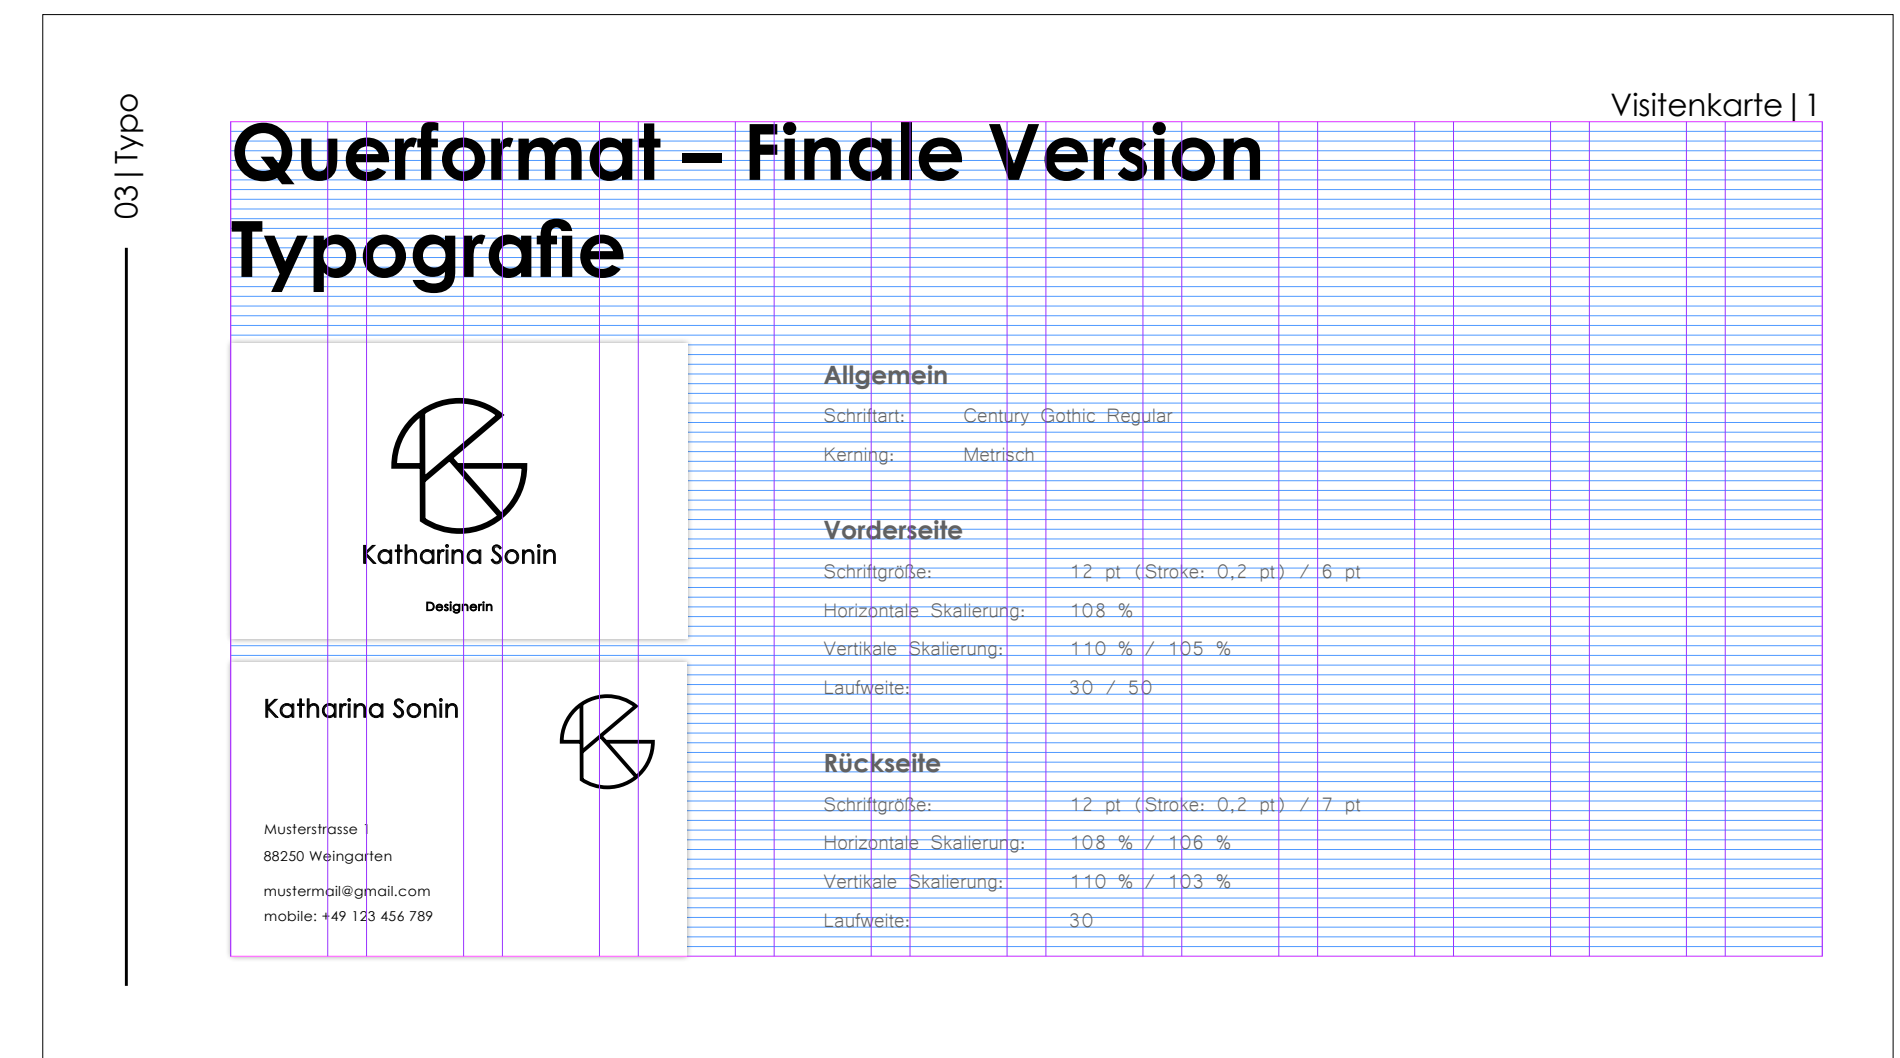 03|Typo
Visitenkarte|1
Querformat – Finale Version
Typografie
Katharina Sonin
Designerin
Katharina Sonin
Musterstrasse 1
88250 Weingarten
mustermail@gmail.com
mobile: +49 123 456 789
Allgemein
Schriftart: Century Gothic Regular
Kerning: Metrisch
Vorderseite
Schriftgröße: 12 pt (Stroke: 0,2 pt) / 6 pt
Horizontale Skalierung: 108 %
Vertikale Skalierung: 110 % / 105 %
Laufweite: 30 / 50
Rückseite
Schriftgröße: 12 pt (Stroke: 0,2 pt) / 7 pt
Horizontale Skalierung: 108 % / 106 %
Vertikale Skalierung: 110 % / 103 %
Laufweite: 30